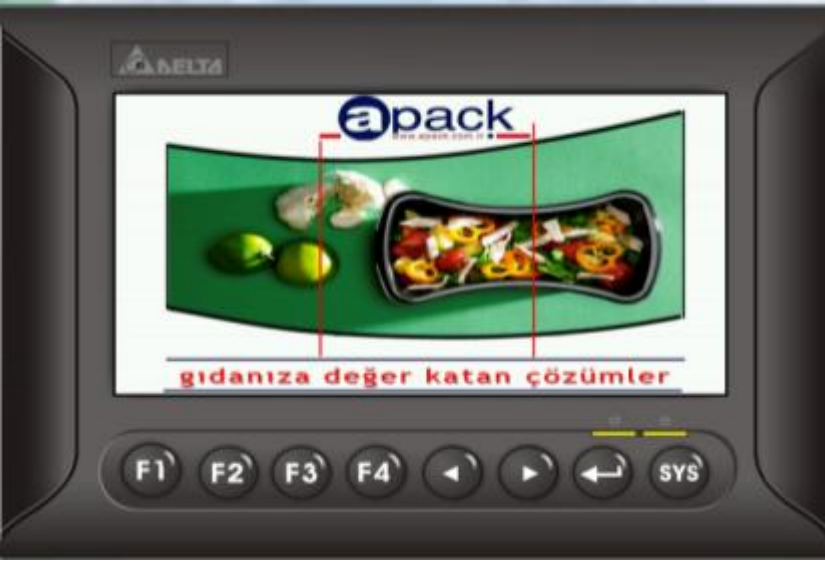 DELTA
apack
www.apack.com.tr
gıdanıza değer katan çözümler
F1 F2 F3 F4 SYS